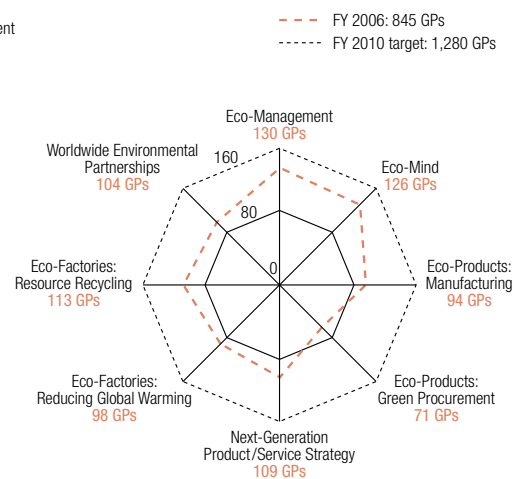 ent
FY 2006: 845 GPs
FY 2010 target: 1,280 GPs
Eco-Management
130 GPs
Worldwide Environmental
Partnerships
104 GPs
160
Eco-Mind
126 GPs
80
0
Eco-Factories:
Resource Recycling
113 GPs
Eco-Products:
Manufacturing
94 GPs
Eco-Factories:
Reducing Global Warming
98 GPs
Eco-Products:
Green Procurement
71 GPs
Next-Generation
Product/Service Strategy
109 GPs